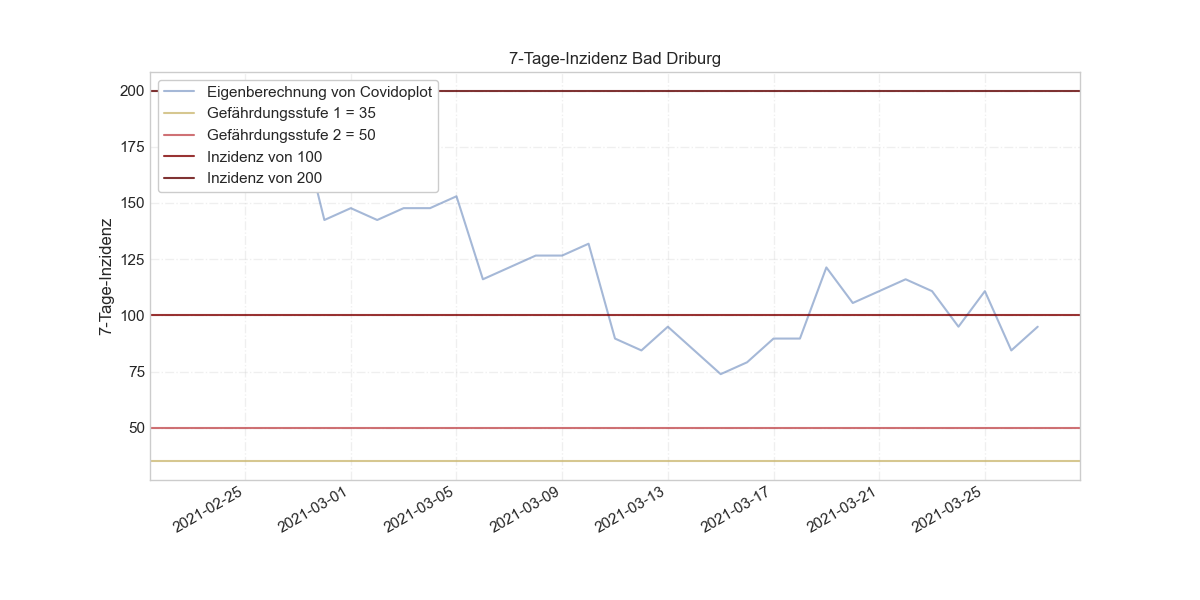 7-Tage-Inzidenz Bad Driburg
Eigenberechnung von Covidoplot
Gefährdungsstufe 1 = 35
Gefährdungsstufe 2 = 50
Inzidenz von 100
Inzidenz von 200
7-Tage-Inzidenz
200
175
150
125
100
75
50
2021-02-25
2021-03-01
2021-03-05
2021-03-09
2021-03-13
2021-03-17
2021-03-21
2021-03-25